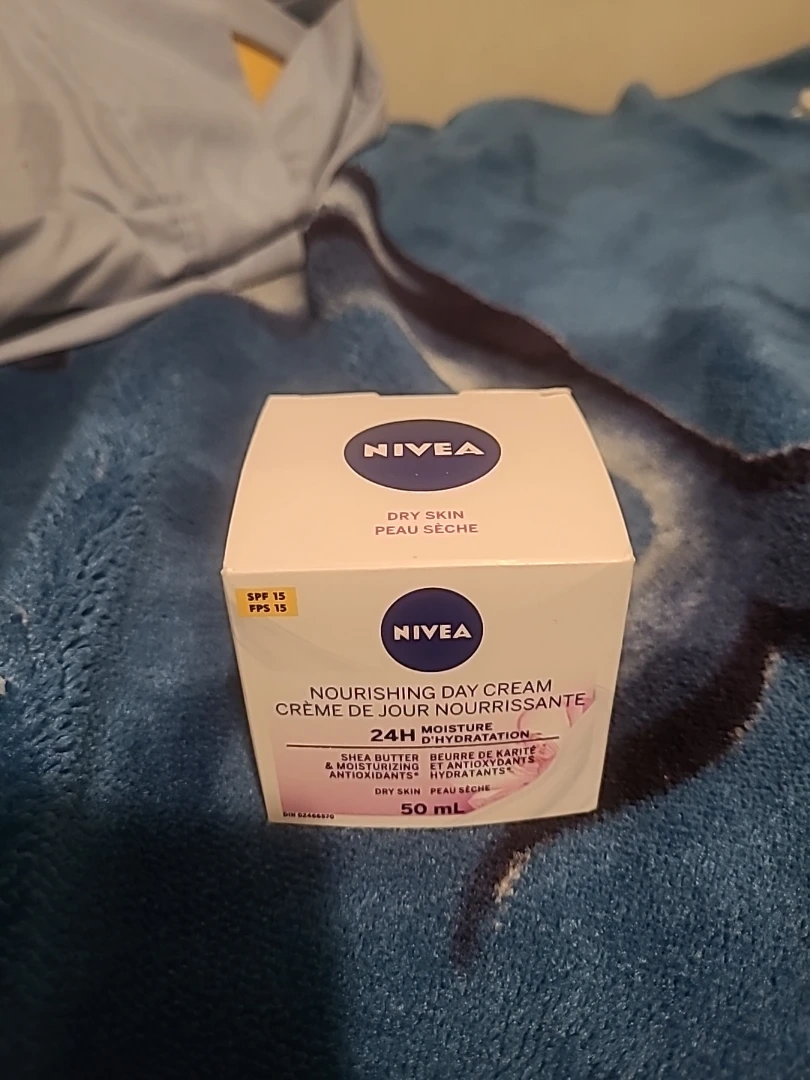 NIVEA
DRY SKIN
PEAU SÈCHE
SPF 15
FPS 15
NIVEA
NOURISHING DAY CREAM
CRÈME DE JOUR NOURRISSANTE
24H MOISTURE
D'HYDRATATION
SHEA BUTTER
& MOISTURIZING
ANTIOXIDANTS*
BEURRE DE KARITÉ
ET ANTIOXYDANTS
HYDRATANTS*
DRY SKIN PEAU SÈCHE
50 mL
DIN